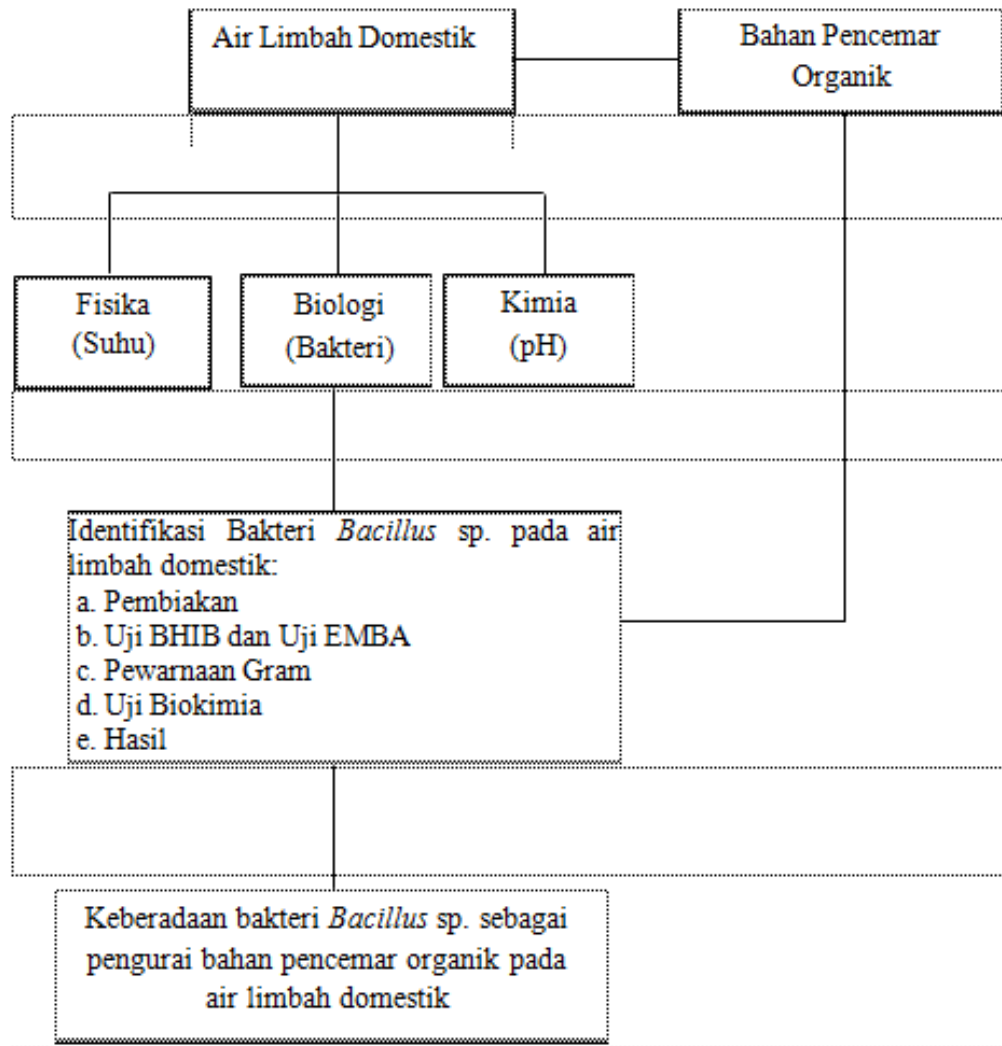 Air Limbah Domestik
Bahan Pencemar
Organik
Fisika
(Suhu)
Biologi
(Bakteri)
Kimia
(pH)
Identifikasi Bakteri Bacillus sp. pada air
limbah domestik:
a. Pembiakan
b. Uji BHIB dan Uji EMBA
c. Pewarnaan Gram
d. Uji Biokimia
e. Hasil
Keberadaan bakteri Bacillus sp. sebagai
pengurai bahan pencemar organik pada
air limbah domestik